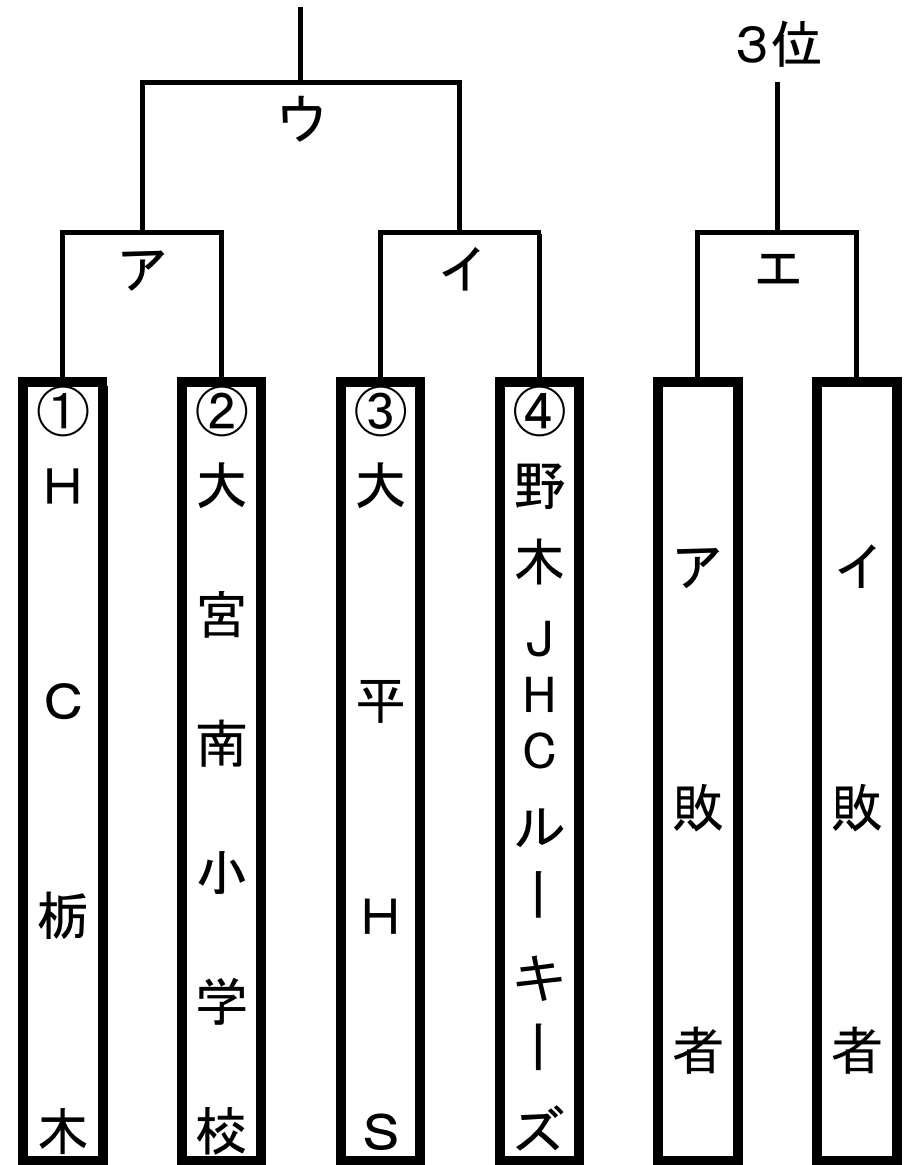 3位
ウ
ア
イ
エ
①HC栃木
②大宮南小学校
③大平HS
④野木JHCルーキーズ
ア敗者
イ敗者